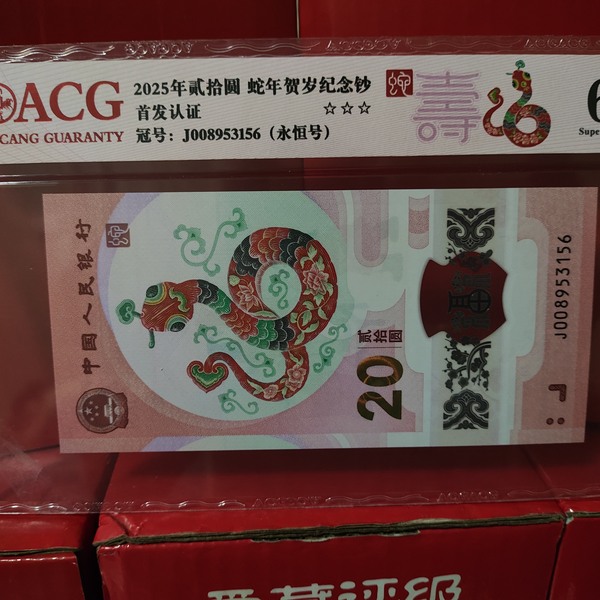 ACG
CANG GUARANTY
2025年贰拾圆 蛇年贺岁纪念钞
首发认证
☆☆☆
冠号: J008953156 (永恒号)
寿
6
Supe
中国人民银行
贰拾圆
20
J008953156